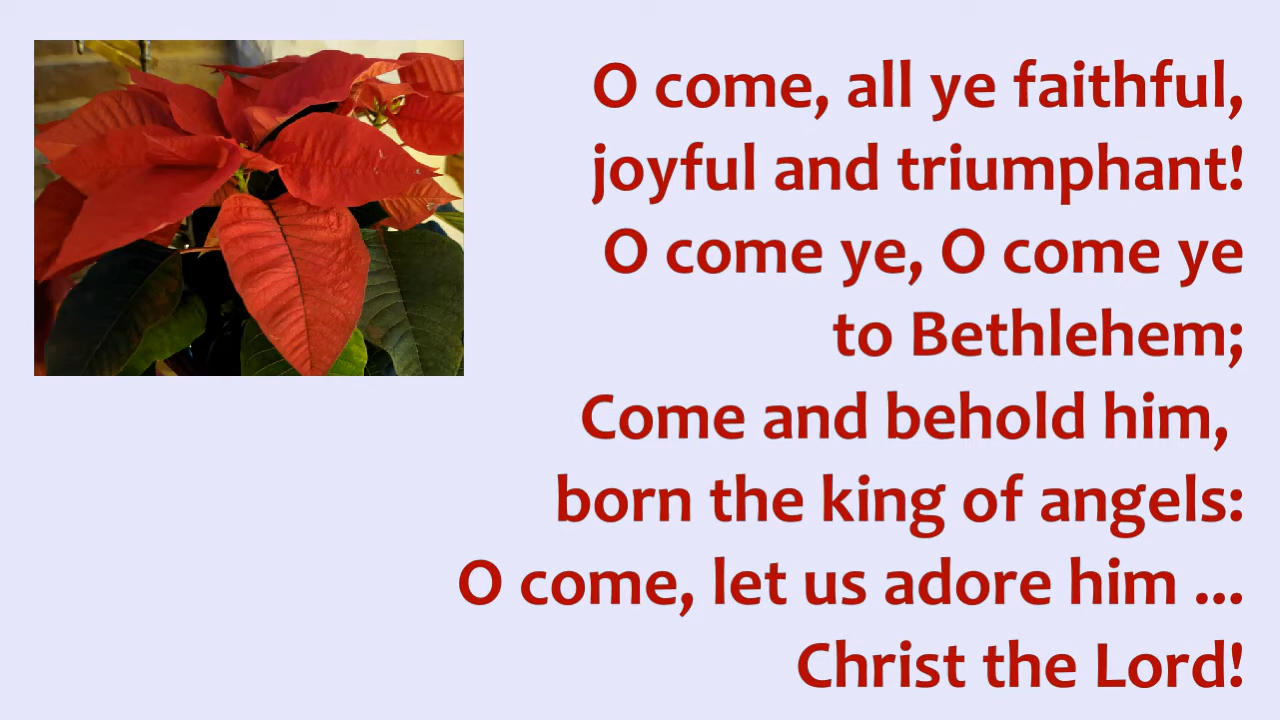 O come, all ye faithful,
joyful and triumphant!
O come ye, O come ye
to Bethlehem;
Come and behold him,
born the king of angels:
O come, let us adore him ...
Christ the Lord!